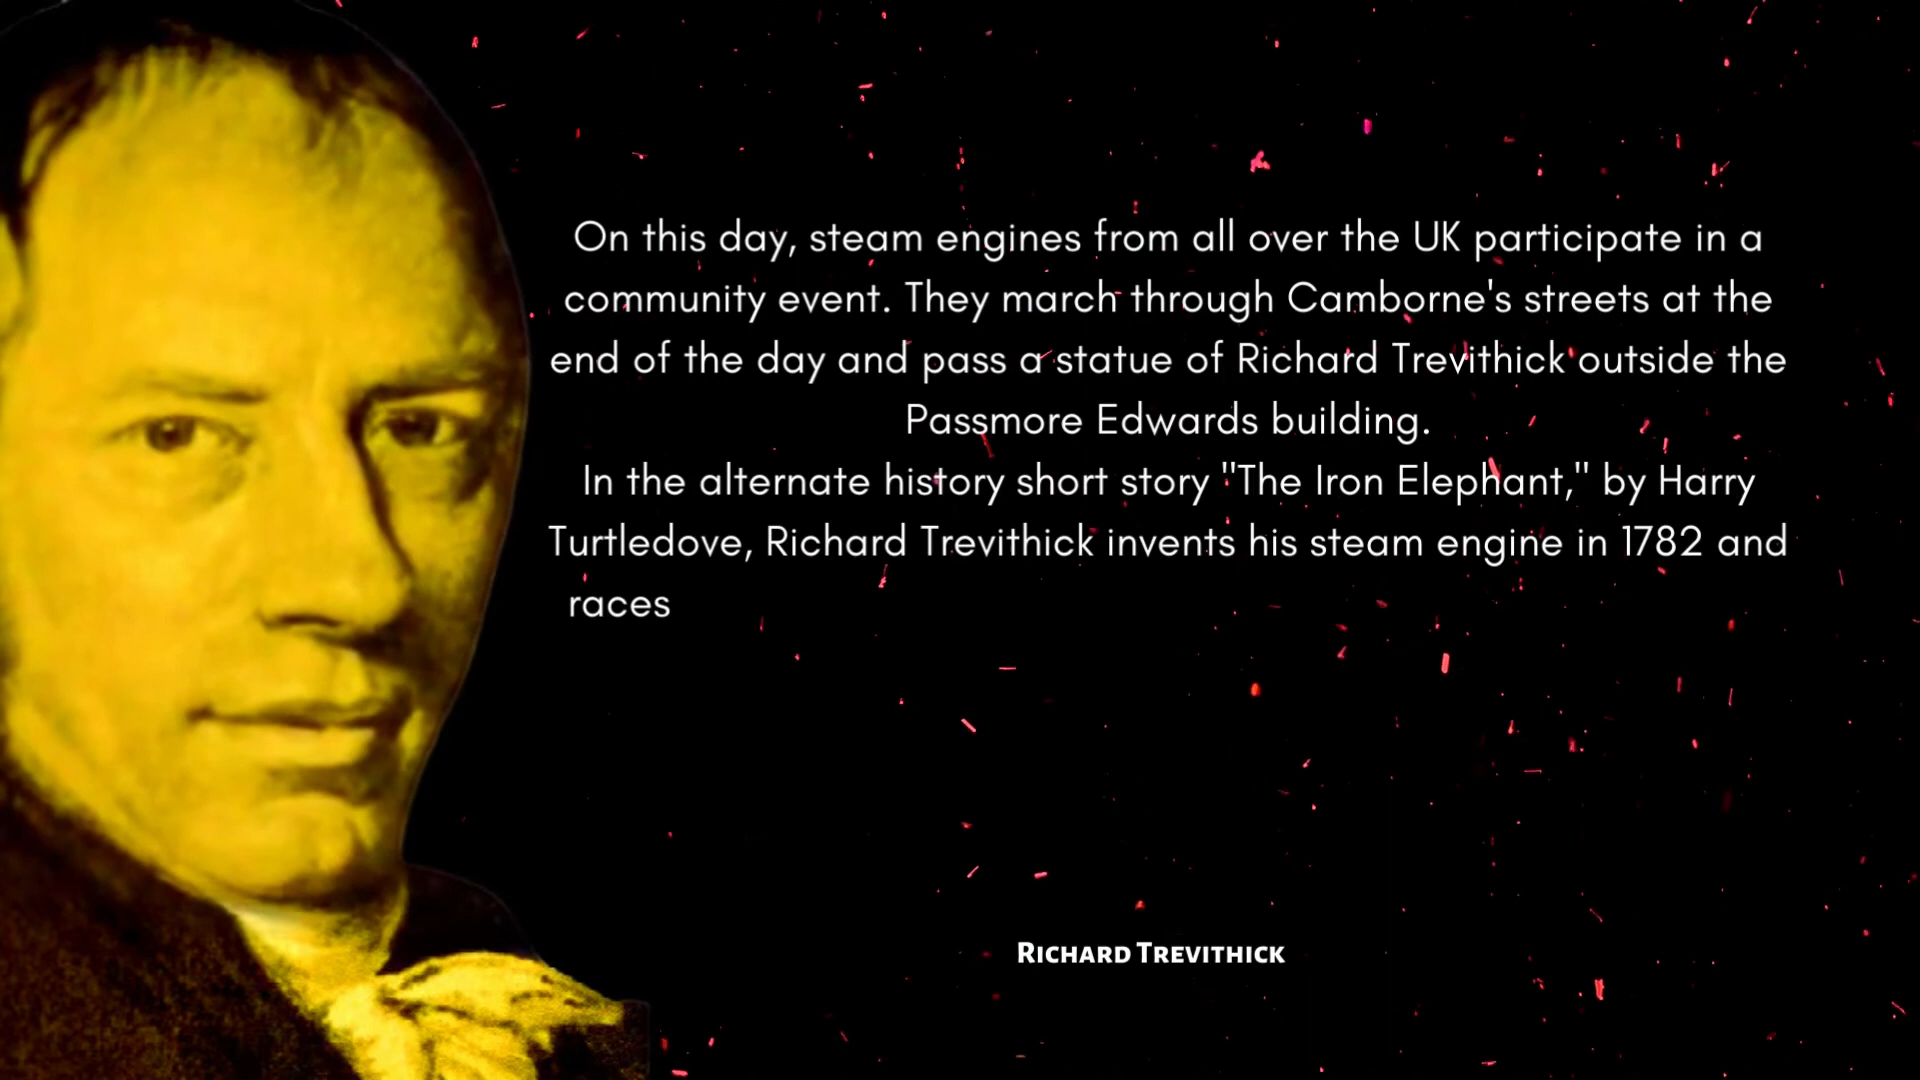 On this day, steam engines from all over the UK participate in a
community event. They march through Camborne's streets at the
end of the day and pass a statue of Richard Trevithick outside the
Passmore Edwards building.
In the alternate history short story "The Iron Elephant," by Harry
Turtledove, Richard Trevithick invents his steam engine in 1782 and
races
Richard Trevithick